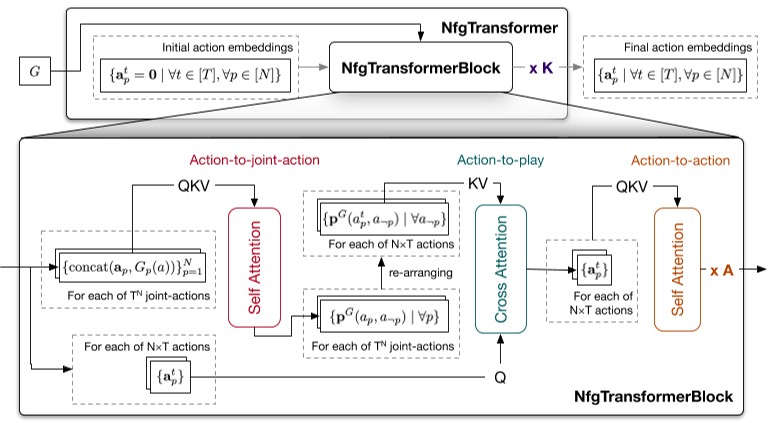 NfgTransformer
Initial action embeddings
Final action embeddings
G
{a_p^t = 0 | ∀t ∈ [T], ∀p ∈ [N]}
NfgTransformerBlock
x K
{a_p^t | ∀t ∈ [T], ∀p ∈ [N]}
Action-to-joint-action
Action-to-play
Action-to-action
QKV
KV
QKV
{p^G(a_p^t, a_¬p) | ∀a_¬p}
For each of N×T actions
{concat(a_p, G_p(a))}_{p=1}^N
For each of T^N joint-actions
Self Attention
re-arranging
Cross Attention
{a_p^t}
For each of
N×T actions
Self Attention
x A
{p^G(a_p, a_¬p) | ∀p}
For each of T^N joint-actions
For each of N×T actions
{a_p^t}
Q
NfgTransformerBlock